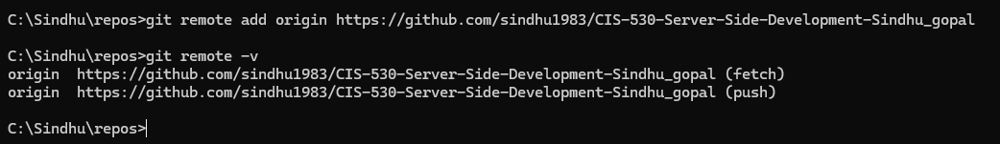 C:\Sindhu\repos>git remote add origin https://github.com/sindhu1983/CIS-530-Server-Side-Development-Sindhu_gopal
C:\Sindhu\repos>git remote -v
origin  https://github.com/sindhu1983/CIS-530-Server-Side-Development-Sindhu_gopal (fetch)
origin  https://github.com/sindhu1983/CIS-530-Server-Side-Development-Sindhu_gopal (push)
C:\Sindhu\repos>